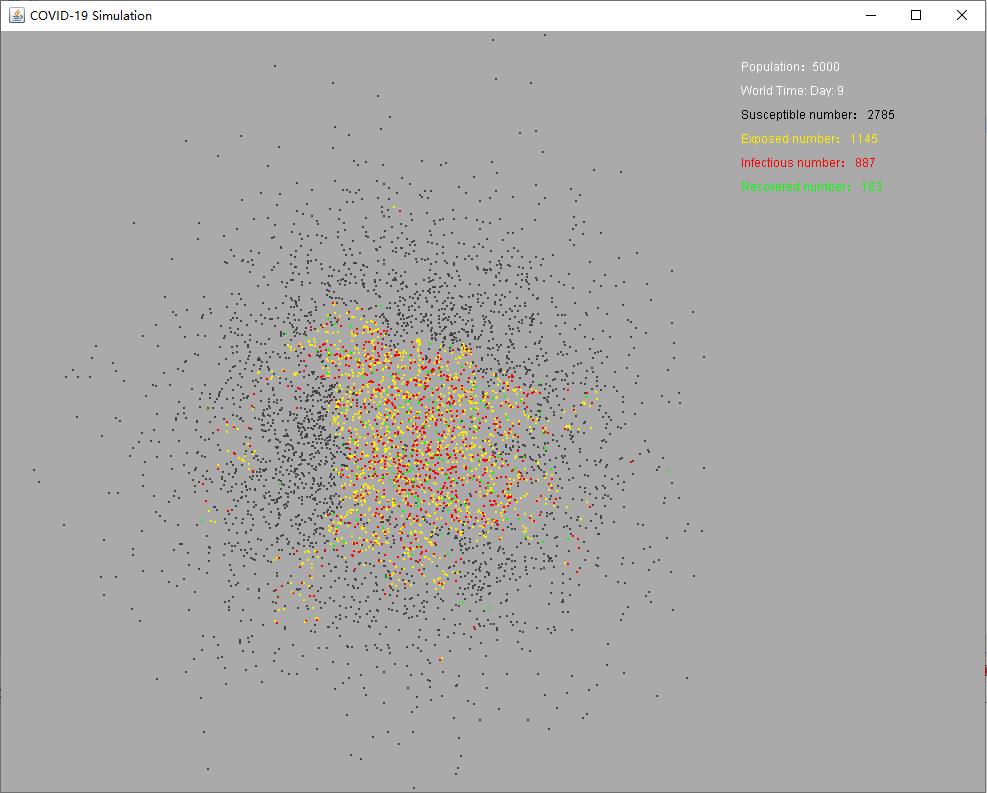 COVID-19 Simulation
Population：5000
World Time: Day: 9
Susceptible number： 2785
Exposed number： 1145
Infectious number： 887
Recovered number： 183